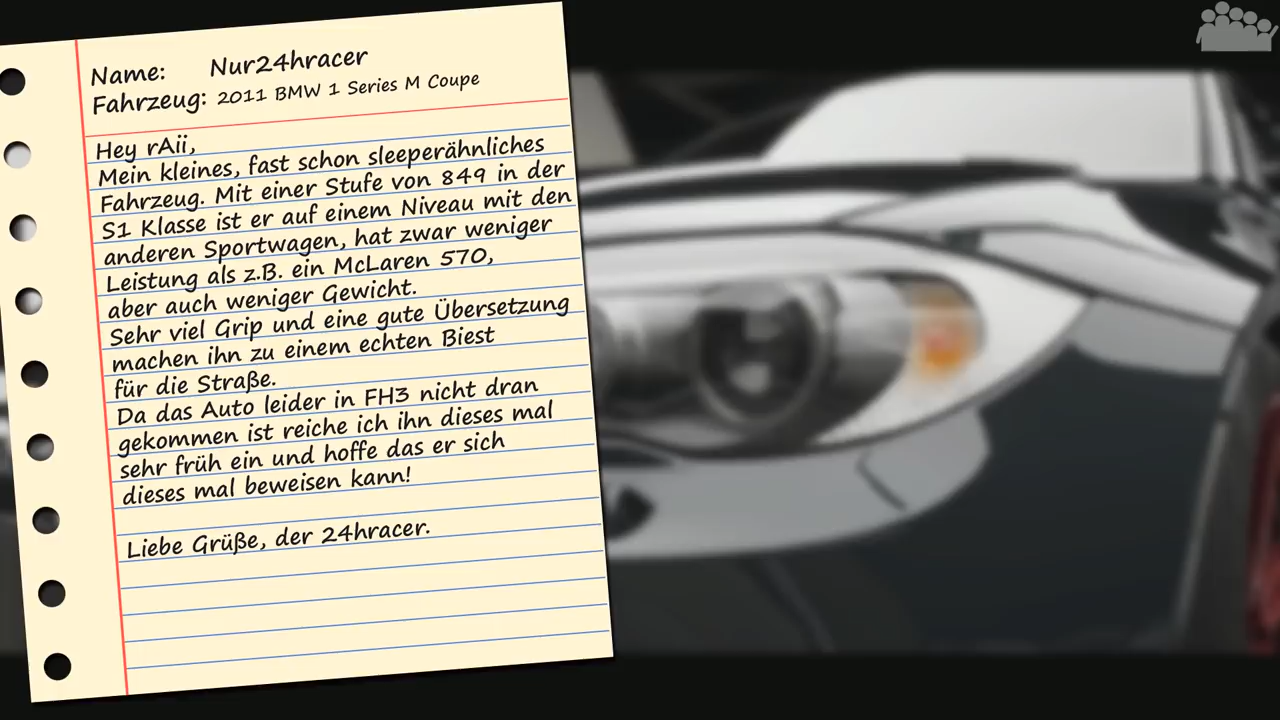 Name: Nur24hracer
Fahrzeug: 2011 BMW 1 Series M Coupe
Hey rAii,
Mein kleines, fast schon sleeperähnliches
Fahrzeug. Mit einer Stufe von 849 in der
S1 Klasse ist er auf einem Niveau mit den
anderen Sportwagen, hat zwar weniger
Leistung als z.B. ein McLaren 570,
aber auch weniger Gewicht.
Sehr viel Grip und eine gute Übersetzung
machen ihn zu einem echten Biest
für die Straße.
Da das Auto leider in FH3 nicht dran
gekommen ist reiche ich ihn dieses mal
sehr früh ein und hoffe das er sich
dieses mal beweisen kann!
Liebe Grüße, der 24hracer.